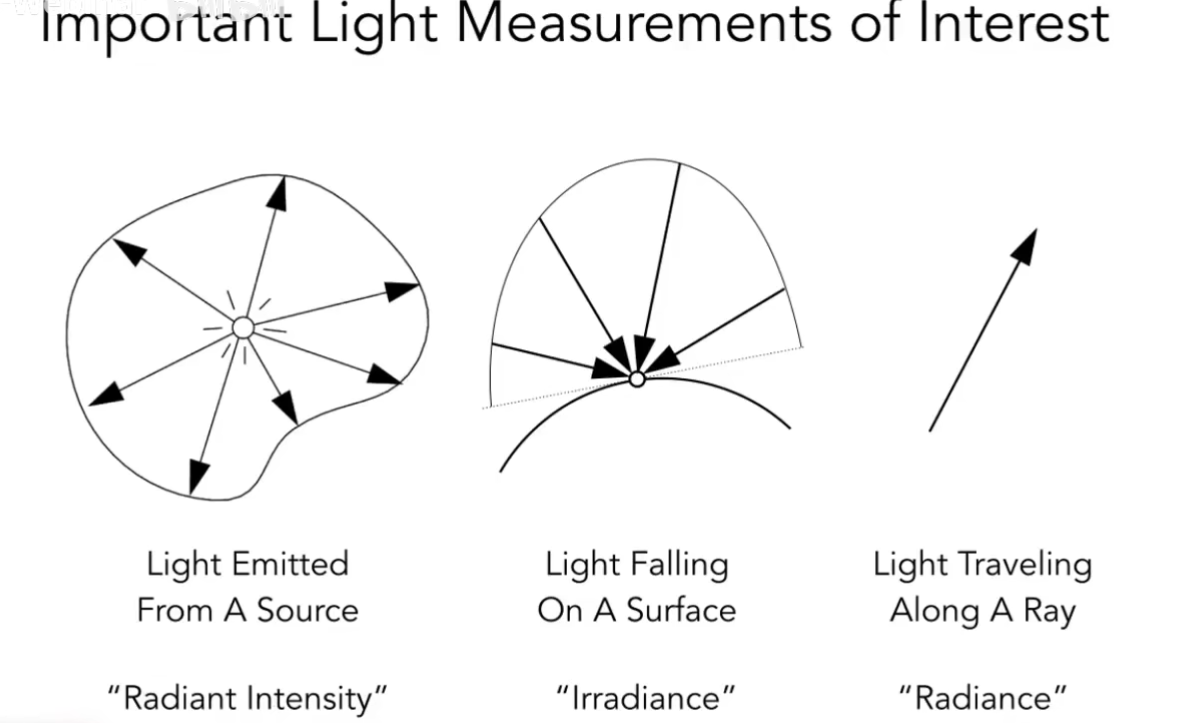 Important Light Measurements of Interest
Light Emitted
From A Source
"Radiant Intensity"
Light Falling
On A Surface
"Irradiance"
Light Traveling
Along A Ray
"Radiance"